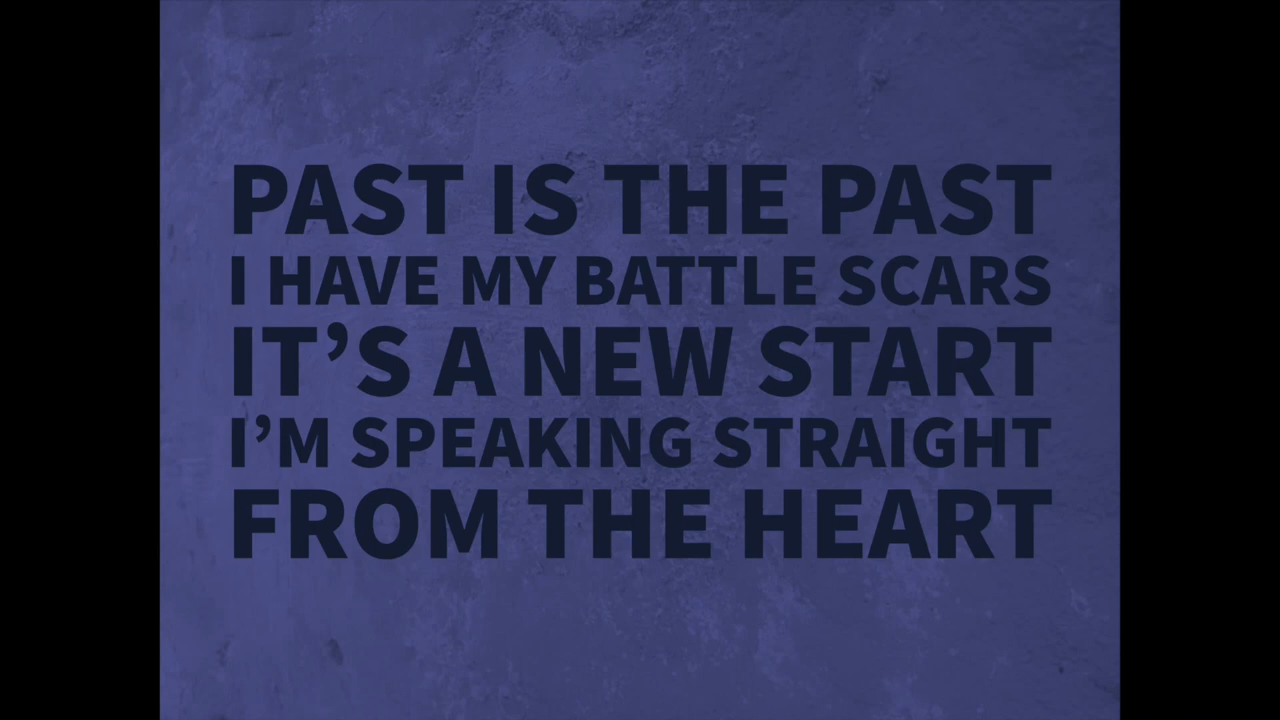 PAST IS THE PAST
I HAVE MY BATTLE SCARS
IT’S A NEW START
I’M SPEAKING STRAIGHT
FROM THE HEART